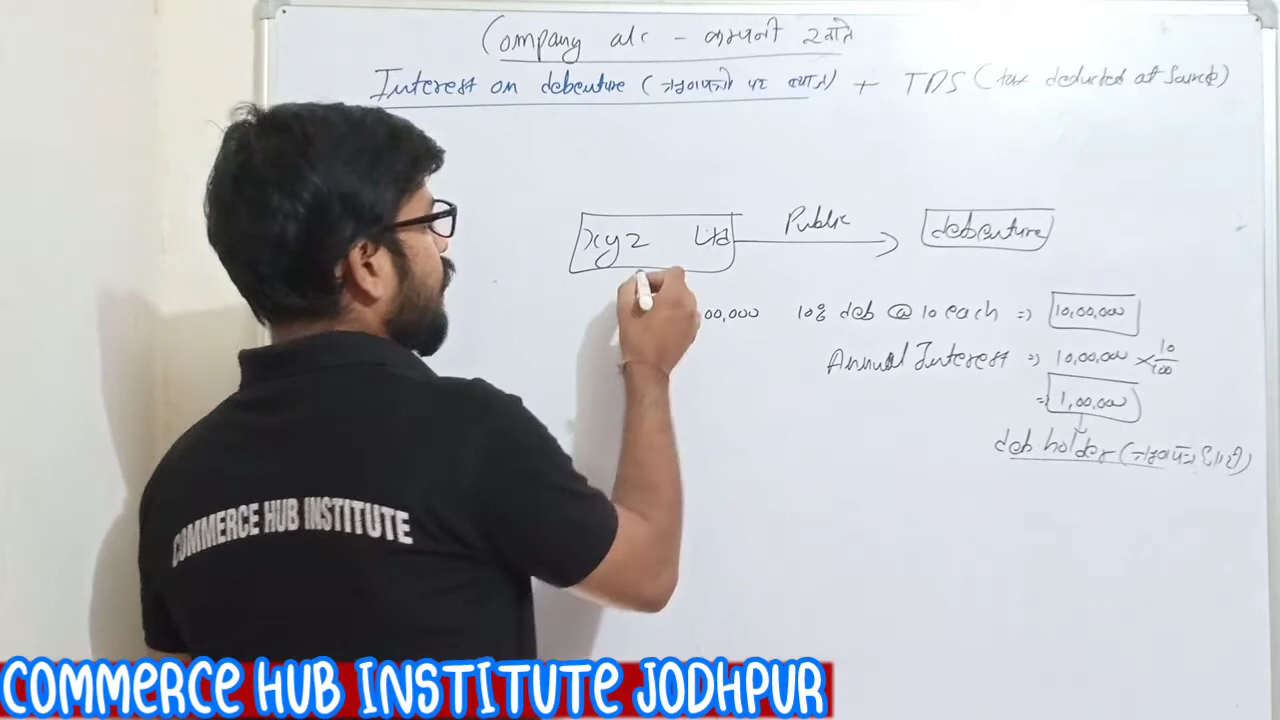 Company a/c - कम्पनी खाते
Interest on debenture (ऋणपत्रो पर ब्याज) + TDS (tax deducted at source)
xyz Ltd Public debenture
00,000 10% deb @ 10 each => 10,00,000
Annual Interest => 10,00,000 × 10/100
= 1,00,000
deb holder (ऋणपत्र धारी)
COMMERCE HUB INSTITUTE
COMMERCE HUB INSTITUTE JODHPUR